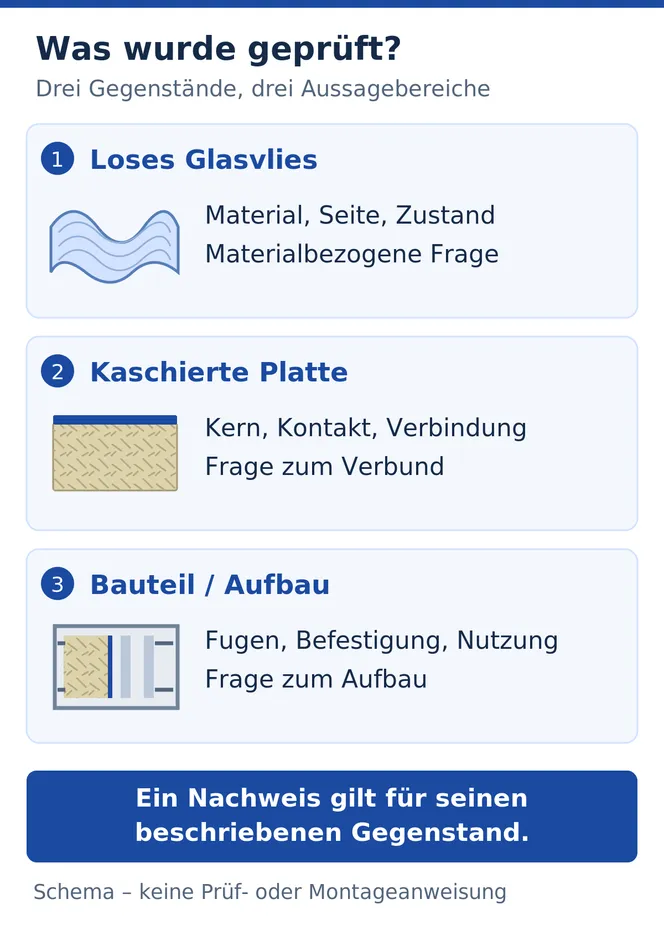 Was wurde geprüft?
Drei Gegenstände, drei Aussagebereiche
1 Loses Glasvlies
Material, Seite, Zustand
Materialbezogene Frage
2 Kaschierte Platte
Kern, Kontakt, Verbindung
Frage zum Verbund
3 Bauteil / Aufbau
Fugen, Befestigung, Nutzung
Frage zum Aufbau
Ein Nachweis gilt für seinen
beschriebenen Gegenstand.
Schema – keine Prüf- oder Montageanweisung